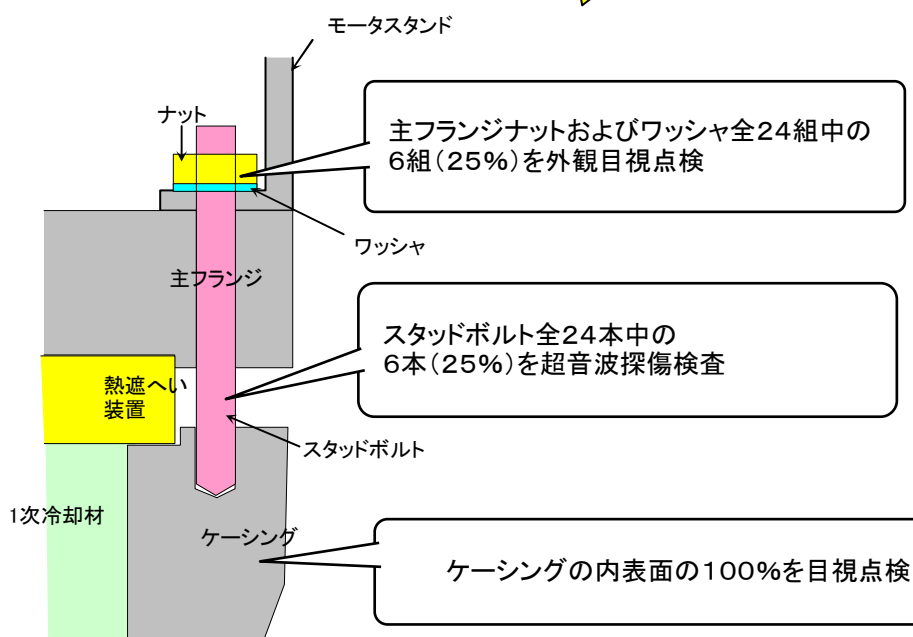 モータスタンド
ナット
主フランジナットおよびワッシャ全24組中の
6組(25%)を外観目視点検
ワッシャ
主フランジ
スタッドボルト全24本中の
6本(25%)を超音波探傷検査
熱遮へい
装置
スタッドボルト
1次冷却材
ケーシング
ケーシングの内表面の100%を目視点検